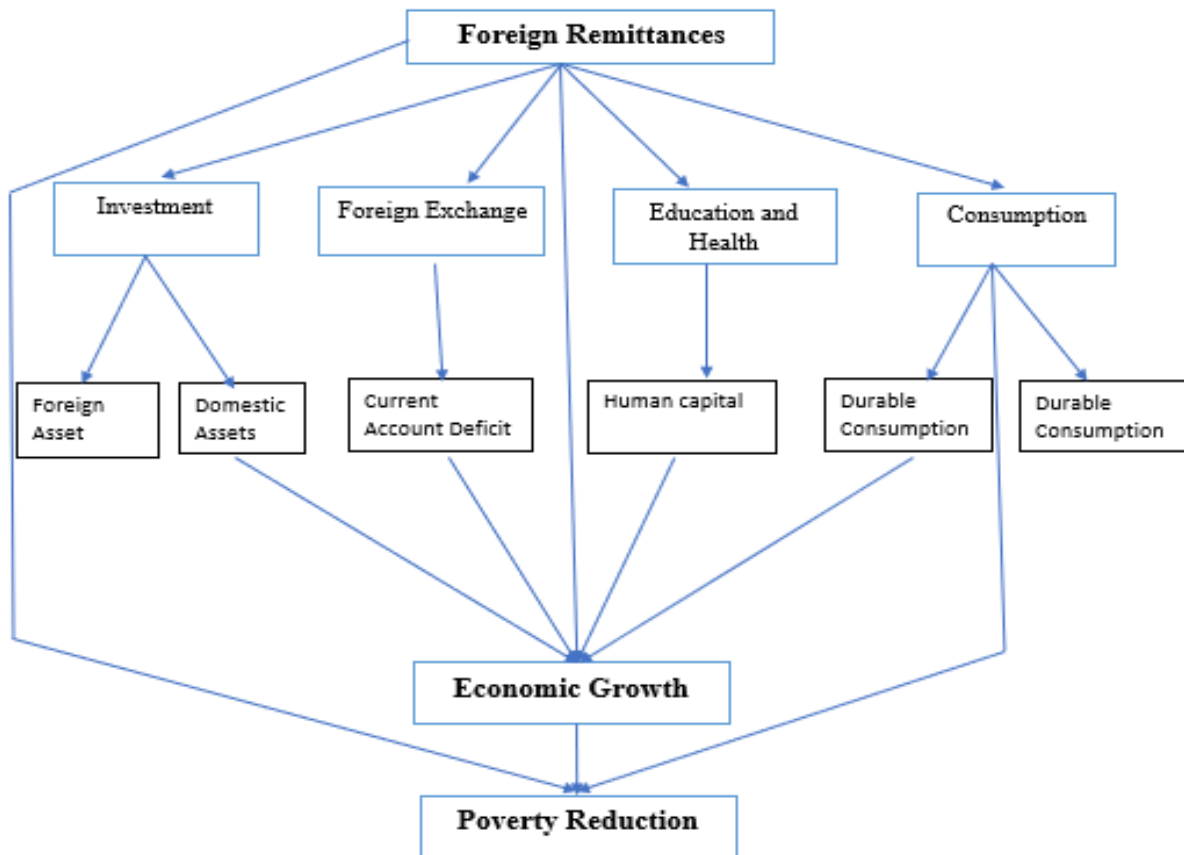 Foreign Remittances
Investment
Foreign Exchange
Education and
Health
Consumption
Foreign
Asset
Domestic
Assets
Current
Account Deficit
Human capital
Durable
Consumption
Durable
Consumption
Economic Growth
Poverty Reduction